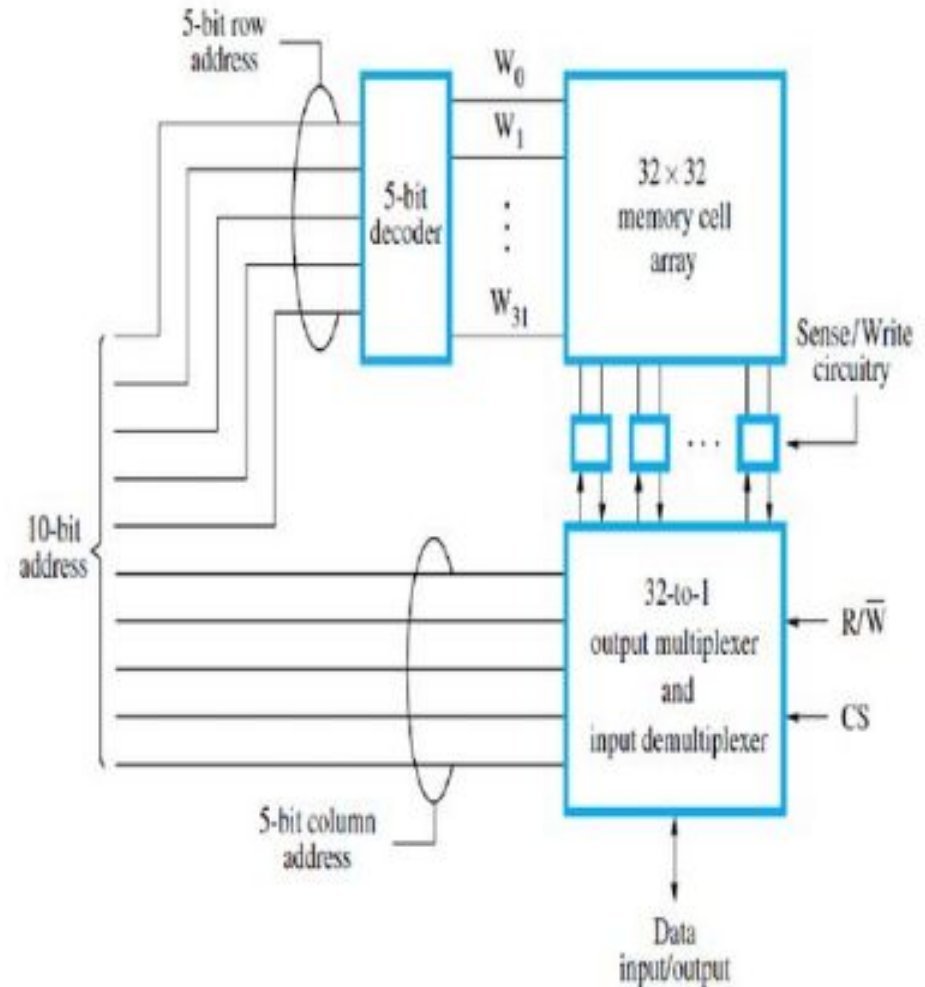 5-bit row
address
W₀
W₁
5-bit
decoder
⋮
W₃₁
32 × 32
memory cell
array
Sense/Write
circuitry
· · ·
10-bit
address
32-to-1
output multiplexer
and
input demultiplexer
R/W̅
CS
5-bit column
address
Data
input/output